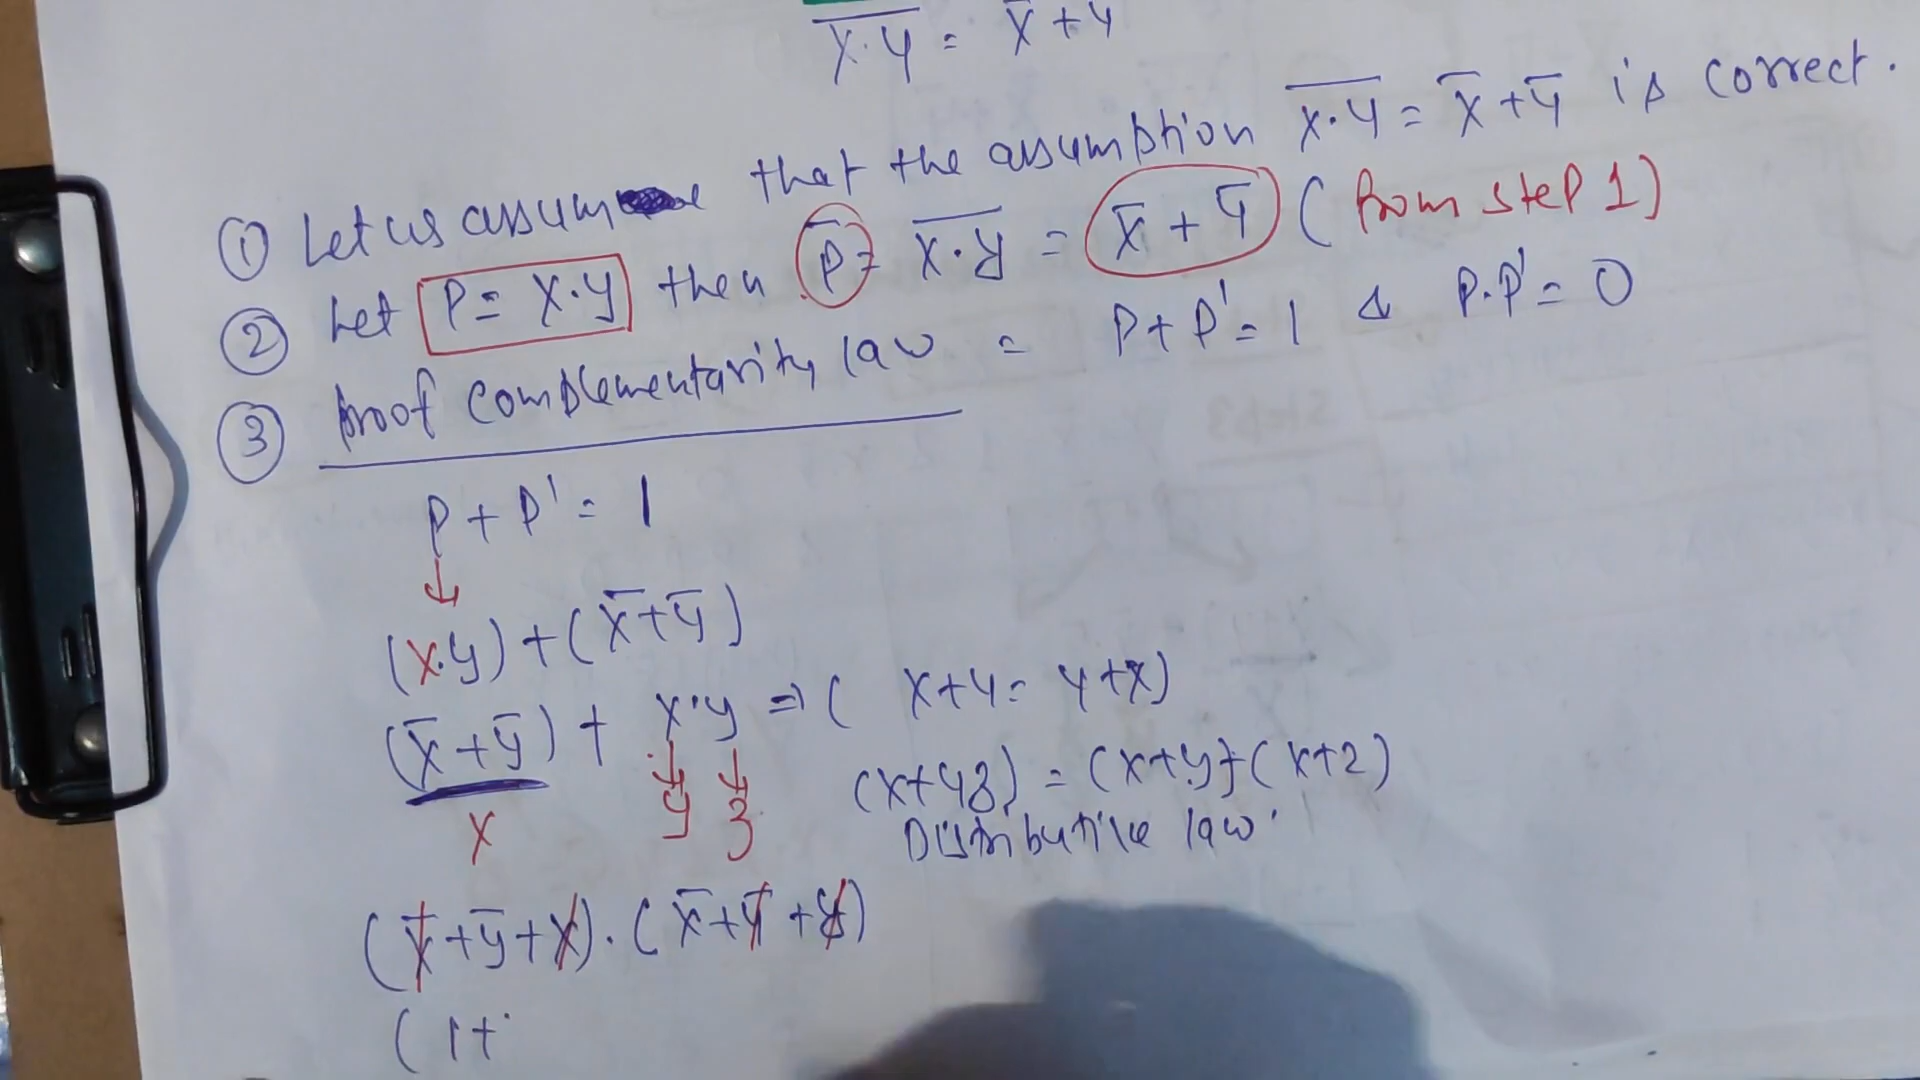 X̅.̅Y̅ = X̅ + Y
① Let us assume that the assumption X̅.̅Y̅ = X̅ + Y̅ is correct.
② Let P = X.Y then P̅ = X̅.̅Y̅ = X̅ + Y̅ (from step 1)
③ proof complementarity law = P + P' = 1 & P.P' = 0
P + P' = 1
↓
(X.Y) + (X̅ + Y̅)
(X̅ + Y̅) + X.Y ⇒ ( X + Y = Y + X)
X y z (X+YZ) = (X+Y)+(X+Z)
Distributive law.
(X̅ + Y̅ + X).(X̅ + Y̅ + Y)
( 1 +